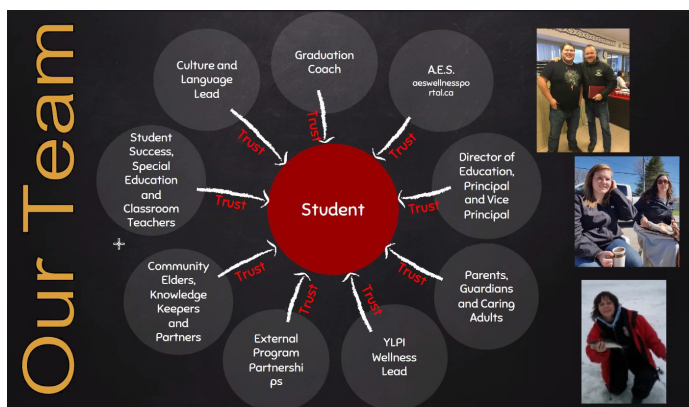 Our Team
Culture and
Language
Lead
Graduation
Coach
A.E.S.
aeswellnesspo
rtal.ca
Student
Success,
Special
Education
and
Classroom
Teachers
Director of
Education,
Principal
and Vice
Principal
Student
Community
Elders,
Knowledge
Keepers
and
Partners
Parents,
Guardians
and Caring
Adults
External
Program
Partnershi
ps
YLPI
Wellness
Lead
Trust
Trust
Trust
Trust
Trust
Trust
Trust
Trust
Trust